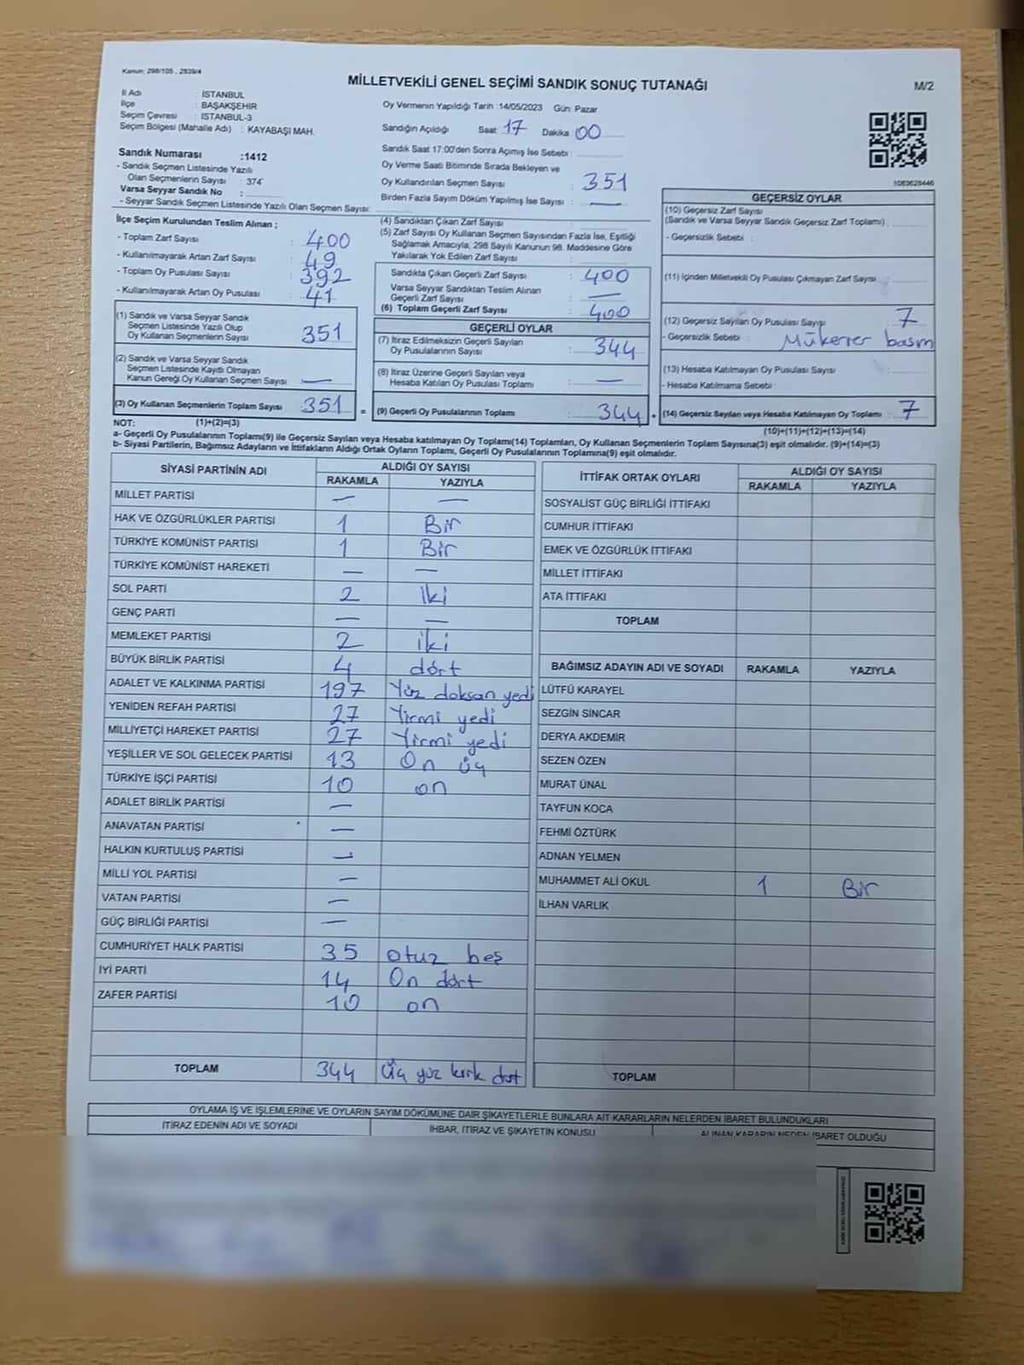 Kanun; 298/105 , 2839/4
MİLLETVEKİLİ GENEL SEÇİMİ SANDIK SONUÇ TUTANAĞI
M/2
İl Adı : İSTANBUL
İlçe : BAŞAKŞEHİR
Seçim Çevresi : İSTANBUL-3
Seçim Bölgesi (Mahalle Adı) : KAYABAŞI MAH.
Sandık Numarası :1412
- Sandık Seçmen Listesinde Yazılı
Olan Seçmenlerin Sayısı : 374
Varsa Seyyar Sandık No :
- Seyyar Sandık Seçmen Listesinde Yazılı Olan Seçmen Sayısı:
Oy Vermenin Yapıldığı Tarih :14/05/2023 Gün: Pazar
Sandığın Açıldığı Saat 17 Dakika 00
Sandık Saat 17:00'den Sonra Açımış İse Sebebi :
Oy Verme Saati Bitiminde Sırada Bekleyen ve
Oy Kullandırılan Seçmen Sayısı : 351
Birden Fazla Sayım Döküm Yapılmış İse Sayısı : —
1083628446
İlçe Seçim Kurulundan Teslim Alınan ;
- Toplam Zarf Sayısı : 400
- Kullanılmayarak Artan Zarf Sayısı : 49
- Toplam Oy Pusulası Sayısı : 392
- Kullanılmayarak Artan Oy Pusulası : 41
(1) Sandık ve Varsa Seyyar Sandık
Seçmen Listesinde Yazılı Olup
Oy Kullanan Seçmen Sayısı : 351
(2) Sandık ve Varsa Seyyar Sandık
Seçmen Listesinde Kayıtlı Olmayan
Kanun Gereği Oy Kullanan Seçmen Sayısı : —
(3) Oy Kullanan Seçmenlerin Toplam Sayısı : 351 =
(4) Sandıktan Çıkan Zarf Sayısı :
(5) Zarf Sayısı Oy Kullanan Seçmen Sayısından Fazla İse, Eşitliği
Sağlamak Amacıyla, 298 Sayılı Kanunun 98. Maddesine Göre
Yakılarak Yok Edilen Zarf Sayısı :
Sandıkta Çıkan Geçerli Zarf Sayısı : 400
Varsa Seyyar Sandıktan Teslim Alınan
Geçerli Zarf Sayısı : —
(6) Toplam Geçerli Zarf Sayısı : 400
GEÇERLİ OYLAR
(7) İtiraz Edilmeksizin Geçerli Sayılan
Oy Pusulalarının Sayısı : 344
(8) İtiraz Üzerine Geçerli Sayılan veya
Hesaba Katılan Oy Pusulası Toplamı : —
(9) Geçerli Oy Pusulalarının Toplamı : 344 +
GEÇERSİZ OYLAR
(10) Geçersiz Zarf Sayısı
(Sandık ve Varsa Seyyar Sandık Geçersiz Zarf Toplamı) :
- Geçersizlik Sebebi :
(11) İçinden Milletvekili Oy Pusulası Çıkmayan Zarf Sayısı :
(12) Geçersiz Sayılan Oy Pusulası Sayısı : 7
- Geçersizlik Sebebi : Mükerrer basım
(13) Hesaba Katılmayan Oy Pusulası Sayısı :
- Hesaba Katılmama Sebebi :
(14) Geçersiz Sayılan veya Hesaba Katılmayan Oy Toplamı : 7
NOT: (1)+(2)=(3)
(10)+(11)+(12)+(13)=(14)
a- Geçerli Oy Pusulalarının Toplamı(9) ile Geçersiz Sayılan veya Hesaba katılmayan Oy Toplamı(14) Toplamları, Oy Kullanan Seçmenlerin Toplam Sayısına(3) eşit olmalıdır. (9)+(14)=(3)
b- Siyasi Partilerin, Bağımsız Adayların ve İttifakların Aldığı Ortak Oyların Toplamı, Geçerli Oy Pusulalarının Toplamına(9) eşit olmalıdır.
SİYASİ PARTİNİN ADI ALDIĞI OY SAYISI
RAKAMLA YAZIYLA
MİLLET PARTİSİ — —
HAK VE ÖZGÜRLÜKLER PARTİSİ 1 Bir
TÜRKİYE KOMÜNİST PARTİSİ 1 Bir
TÜRKİYE KOMÜNİST HAREKETİ — —
SOL PARTİ 2 iki
GENÇ PARTİ — —
MEMLEKET PARTİSİ 2 iki
BÜYÜK BİRLİK PARTİSİ 4 dört
ADALET VE KALKINMA PARTİSİ 197 Yüz doksan yedi
YENİDEN REFAH PARTİSİ 27 Yirmi yedi
MİLLİYETÇİ HAREKET PARTİSİ 27 Yirmi yedi
YEŞİLLER VE SOL GELECEK PARTİSİ 13 On üç
TÜRKİYE İŞÇİ PARTİSİ 10 on
ADALET BİRLİK PARTİSİ —
ANAVATAN PARTİSİ —
HALKIN KURTULUŞ PARTİSİ —
MİLLİ YOL PARTİSİ —
VATAN PARTİSİ —
GÜÇ BİRLİĞİ PARTİSİ —
CUMHURİYET HALK PARTİSİ 35 otuz beş
İYİ PARTİ 14 On dört
ZAFER PARTİSİ 10 on
TOPLAM 344 Üç yüz kırk dört
İTTİFAK ORTAK OYLARI ALDIĞI OY SAYISI
RAKAMLA YAZIYLA
SOSYALİST GÜÇ BİRLİĞİ İTTİFAKI
CUMHUR İTTİFAKI
EMEK VE ÖZGÜRLÜK İTTİFAKI
MİLLET İTTİFAKI
ATA İTTİFAKI
TOPLAM
BAĞIMSIZ ADAYIN ADI VE SOYADI RAKAMLA YAZIYLA
LÜTFÜ KARAYEL
SEZGİN SİNCAR
DERYA AKDEMİR
SEZEN ÖZEN
MURAT ÜNAL
TAYFUN KOCA
FEHMİ ÖZTÜRK
ADNAN YELMEN
MUHAMMET ALİ OKUL 1 Bir
İLHAN VARLIK
TOPLAM
OYLAMA İŞ VE İŞLEMLERİNE VE OYLARIN SAYIM DÖKÜMÜNE DAİR ŞİKAYETLERLE BUNLARA AİT KARARLARIN NELERDEN İBARET BULUNDUKLARI
İTİRAZ EDENİN ADI VE SOYADI İHBAR, İTİRAZ VE ŞİKAYETİN KONUSU ALINAN KARARIN NEDEN İBARET OLDUĞU